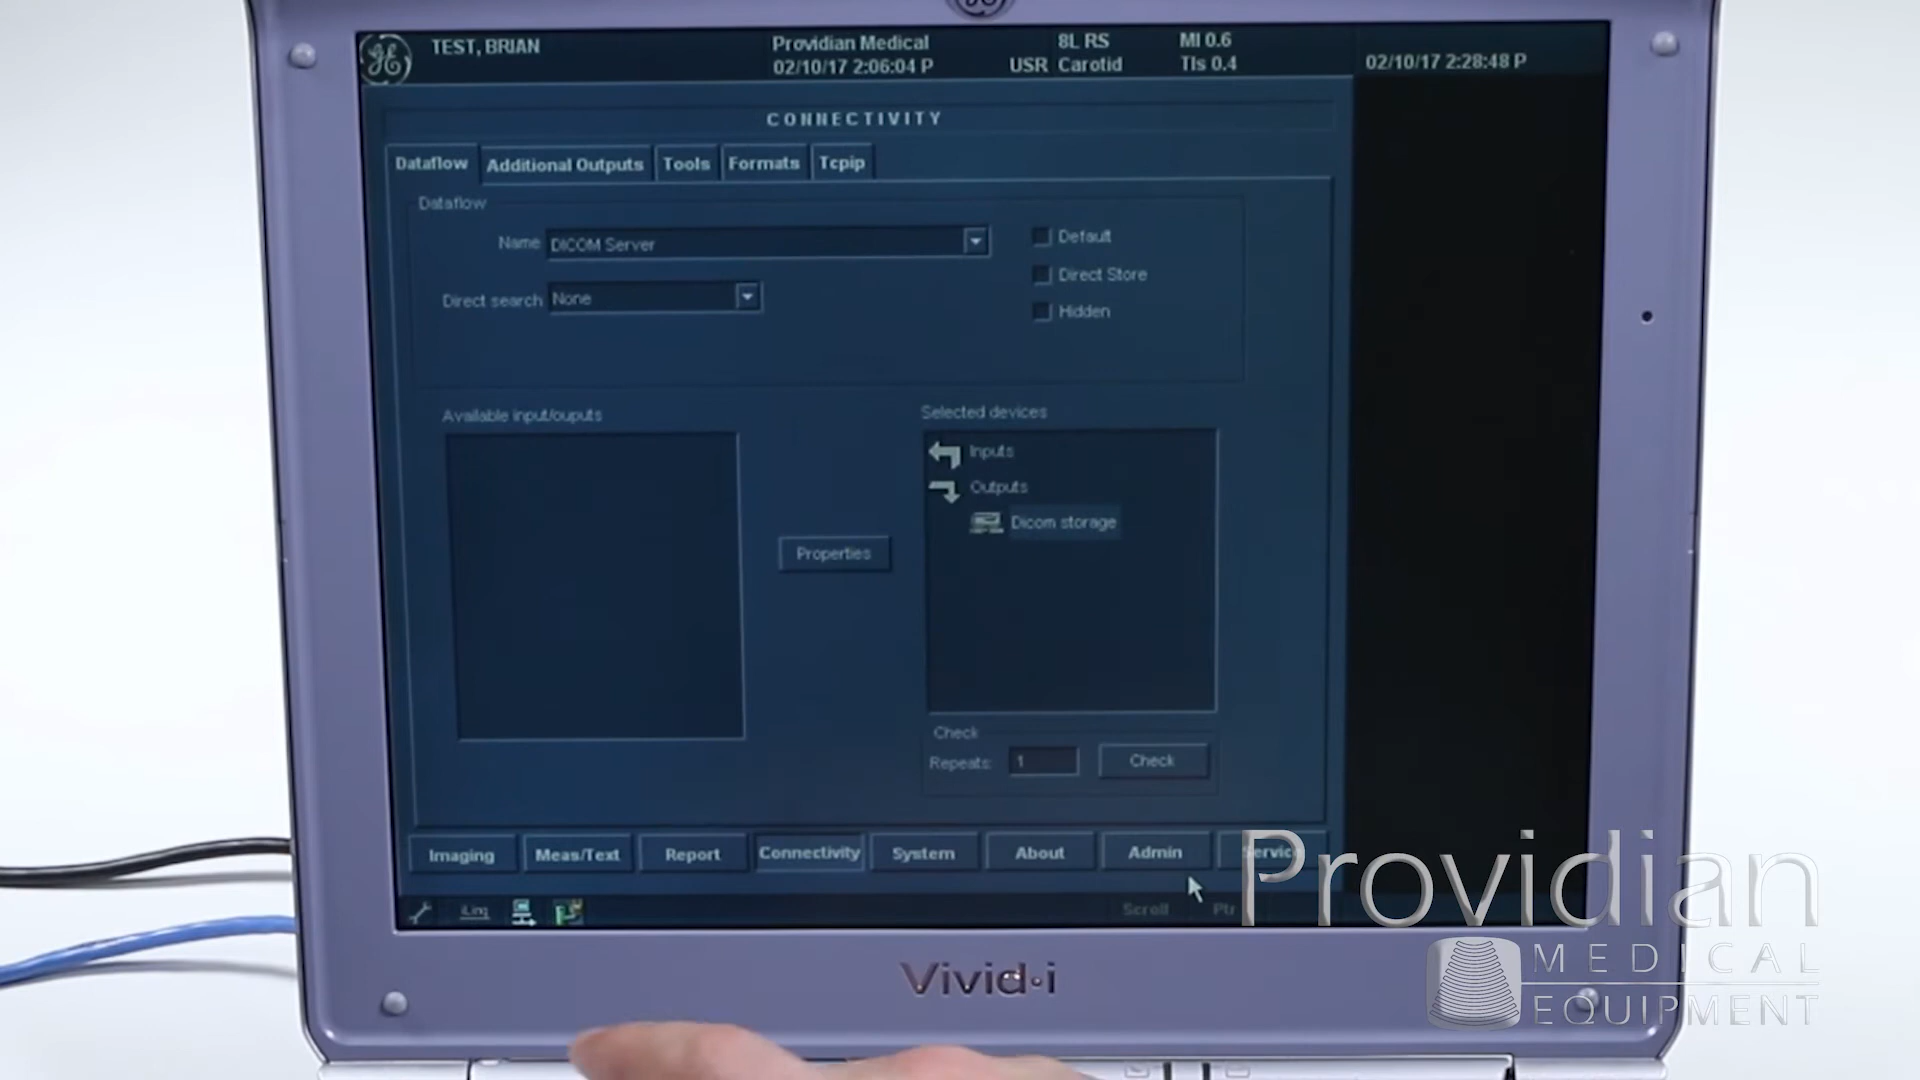 TEST, BRIAN
Providian Medical
02/10/17 2:06:04 P
USR
8L RS
Carotid
MI 0.6
TIs 0.4
02/10/17 2:28:48 P
CONNECTIVITY
Dataflow Additional Outputs Tools Formats Tcpip
Dataflow
Name DICOM Server
Default
Direct Store
Direct search None
Hidden
Available input/ouputs
Selected devices
Inputs
Outputs
Dicom storage
Properties
Check
Repeats: 1 Check
Imaging Meas/Text Report Connectivity System About Admin Service
iLinq
Scroll Ptr
Vivid i
Providian
MEDICAL
EQUIPMENT